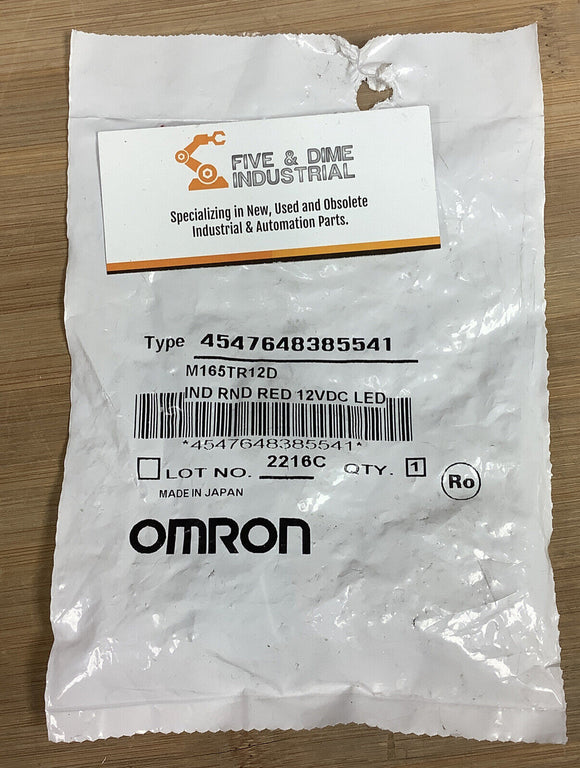 FIVE & DIME
INDUSTRIAL
Specializing in New, Used and Obsolete
Industrial & Automation Parts.
Type 4547648385541
M165TR12D
IND RND RED 12VDC LED
*4547648385541*
LOT NO. 2216C QTY. 1
Ro
MADE IN JAPAN
OMRON